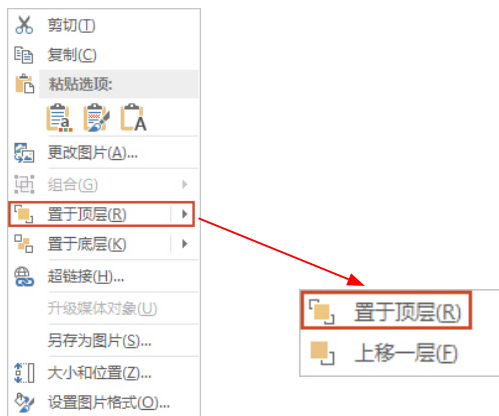 剪切(T)
复制(C)
粘贴选项:
更改图片(A)...
组合(G)
置于顶层(R)
置于底层(K)
超链接(H)...
升级媒体对象(U)
另存为图片(S)...
大小和位置(Z)...
设置图片格式(O)...
置于顶层(R)
上移一层(F)